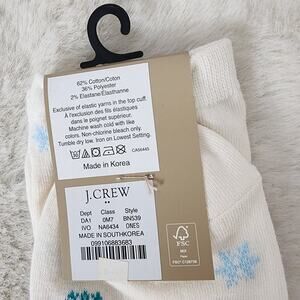 62% Cotton/Coton
36% Polyester
2% Elastane/Élasthanne
Exclusive of elastic yarns in the top cuff.
À l'exclusion des fils élastiques
dans le poignet supérieur.
Machine wash cold with like
colors. Non-chlorine bleach only.
Tumble dry low. Iron on Lowest Setting.
CA56445
Made in Korea
J.CREW
Dept Class Style
DA1 0M7 BN539
IVO NA6434 ONES
MADE IN SOUTHKOREA
099106883683
FSC
MIX
Paper